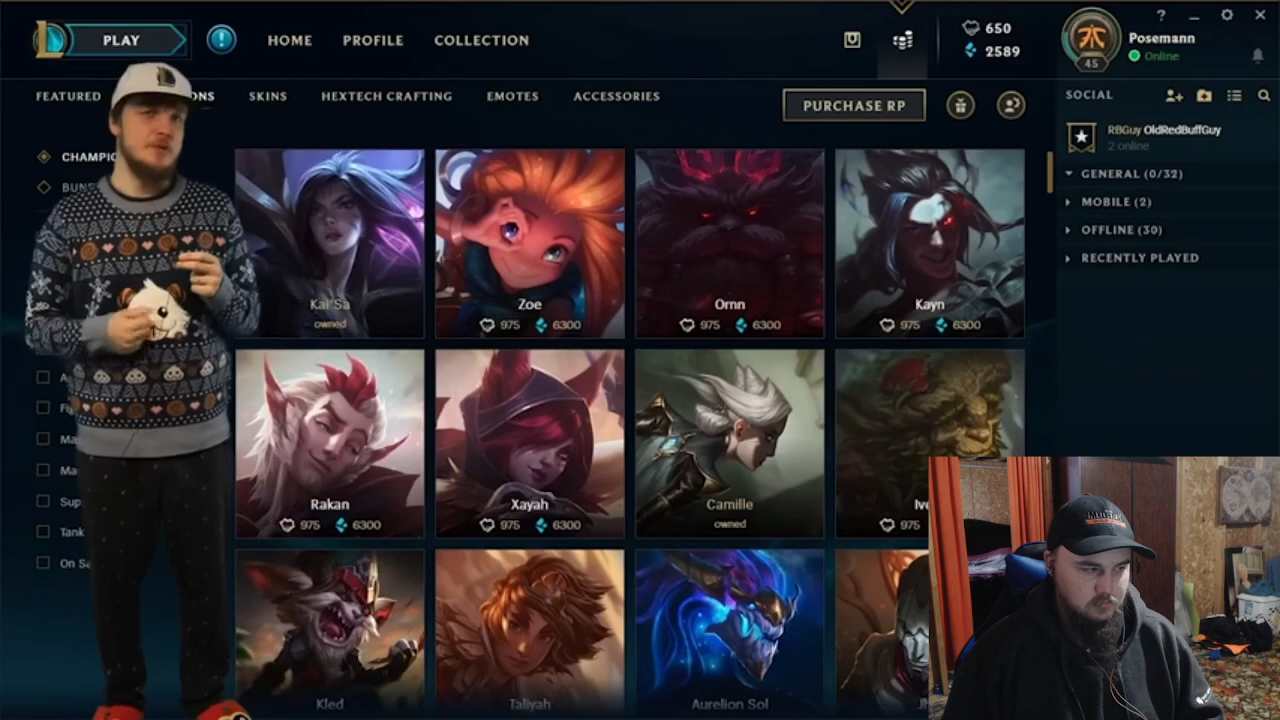 PLAY
HOME
PROFILE
COLLECTION
650
2589
45
Posemann
Online
FEATURED
SKINS
HEXTECH CRAFTING
EMOTES
ACCESSORIES
PURCHASE RP
SOCIAL
RBGuy OldRedBuffGuy
2 online
GENERAL (0/32)
MOBILE (2)
OFFLINE (30)
RECENTLY PLAYED
Kai'Sa
owned
Zoe
975 6300
Ornn
975 6300
Kayn
975 6300
Rakan
975 6300
Xayah
975 6300
Camille
owned
975
Tank
Kled
Taliyah
Aurelion Sol